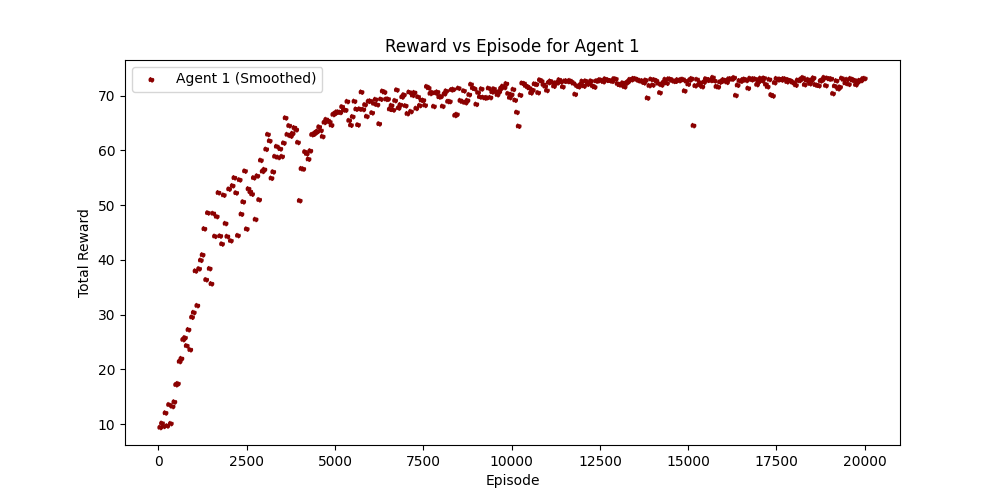 Reward vs Episode for Agent 1
Agent 1 (Smoothed)
Total Reward
70
60
50
40
30
20
10
0 2500 5000 7500 10000 12500 15000 17500 20000
Episode